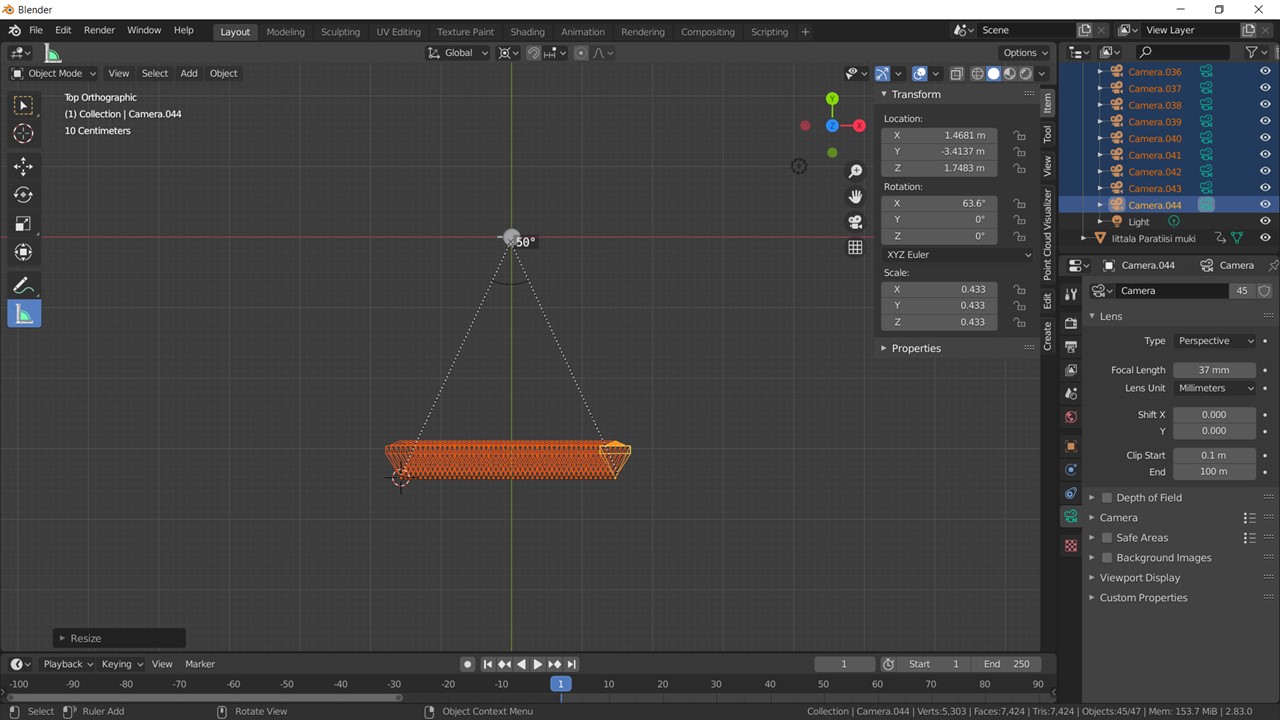 Blender
File Edit Render Window Help Layout Modeling Sculpting UV Editing Texture Paint Shading Animation Rendering Compositing Scripting + Scene View Layer
Global Options
Object Mode View Select Add Object
Top Orthographic
(1) Collection | Camera.044
10 Centimeters
Y
Z
X
50°
Transform
Location:
X 1.4681 m
Y -3.4137 m
Z 1.7483 m
Rotation:
X 63.6°
Y 0°
Z 0°
XYZ Euler
Scale:
X 0.433
Y 0.433
Z 0.433
Properties
Item
Tool
View
Point Cloud Visualizer
Edit
Create
Camera.036
Camera.037
Camera.038
Camera.039
Camera.040
Camera.041
Camera.042
Camera.043
Camera.044
Light
Iittala Paratiisi muki
Camera.044 Camera
Camera 45
Lens
Type Perspective
Focal Length 37 mm
Lens Unit Millimeters
Shift X 0.000
Y 0.000
Clip Start 0.1 m
End 100 m
Depth of Field
Camera
Safe Areas
Background Images
Viewport Display
Custom Properties
Resize
Playback Keying View Marker 1 Start 1 End 250
-100 -90 -80 -70 -60 -50 -40 -30 -20 -10 1 10 20 30 40 50 60 70 80 90
Select Ruler Add Rotate View Object Context Menu Collection | Camera.044 | Verts:5,303 | Faces:7,424 | Tris:7,424 | Objects:45/47 | Mem: 153.7 MiB | 2.83.0